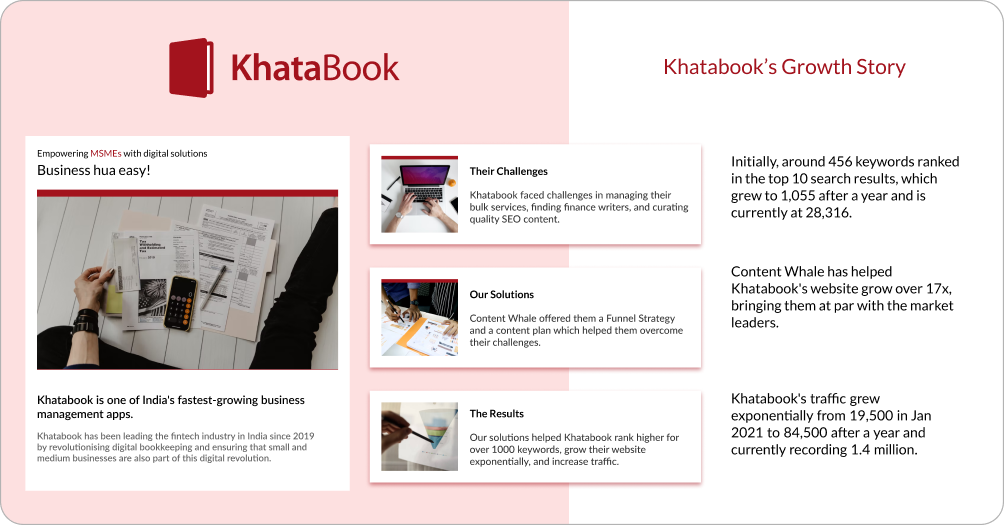 KhataBook
Khatabook's Growth Story
Empowering MSMEs with digital solutions
Business hua easy!
Khatabook is one of India's fastest-growing business
management apps.
Khatabook has been leading the fintech industry in India since 2019
by revolutionising digital bookkeeping and ensuring that small and
medium businesses are also part of this digital revolution.
Their Challenges
Khatabook faced challenges in managing their
bulk services, finding finance writers, and curating
quality SEO content.
Our Solutions
Content Whale offered them a Funnel Strategy
and a content plan which helped them overcome
their challenges.
The Results
Our solutions helped Khatabook rank higher for
over 1000 keywords, grow their website
exponentially, and increase traffic.
Initially, around 456 keywords ranked
in the top 10 search results, which
grew to 1,055 after a year and is
currently at 28,316.
Content Whale has helped
Khatabook's website grow over 17x,
bringing them at par with the market
leaders.
Khatabook's traffic grew
exponentially from 19,500 in Jan
2021 to 84,500 after a year and
currently recording 1.4 million.